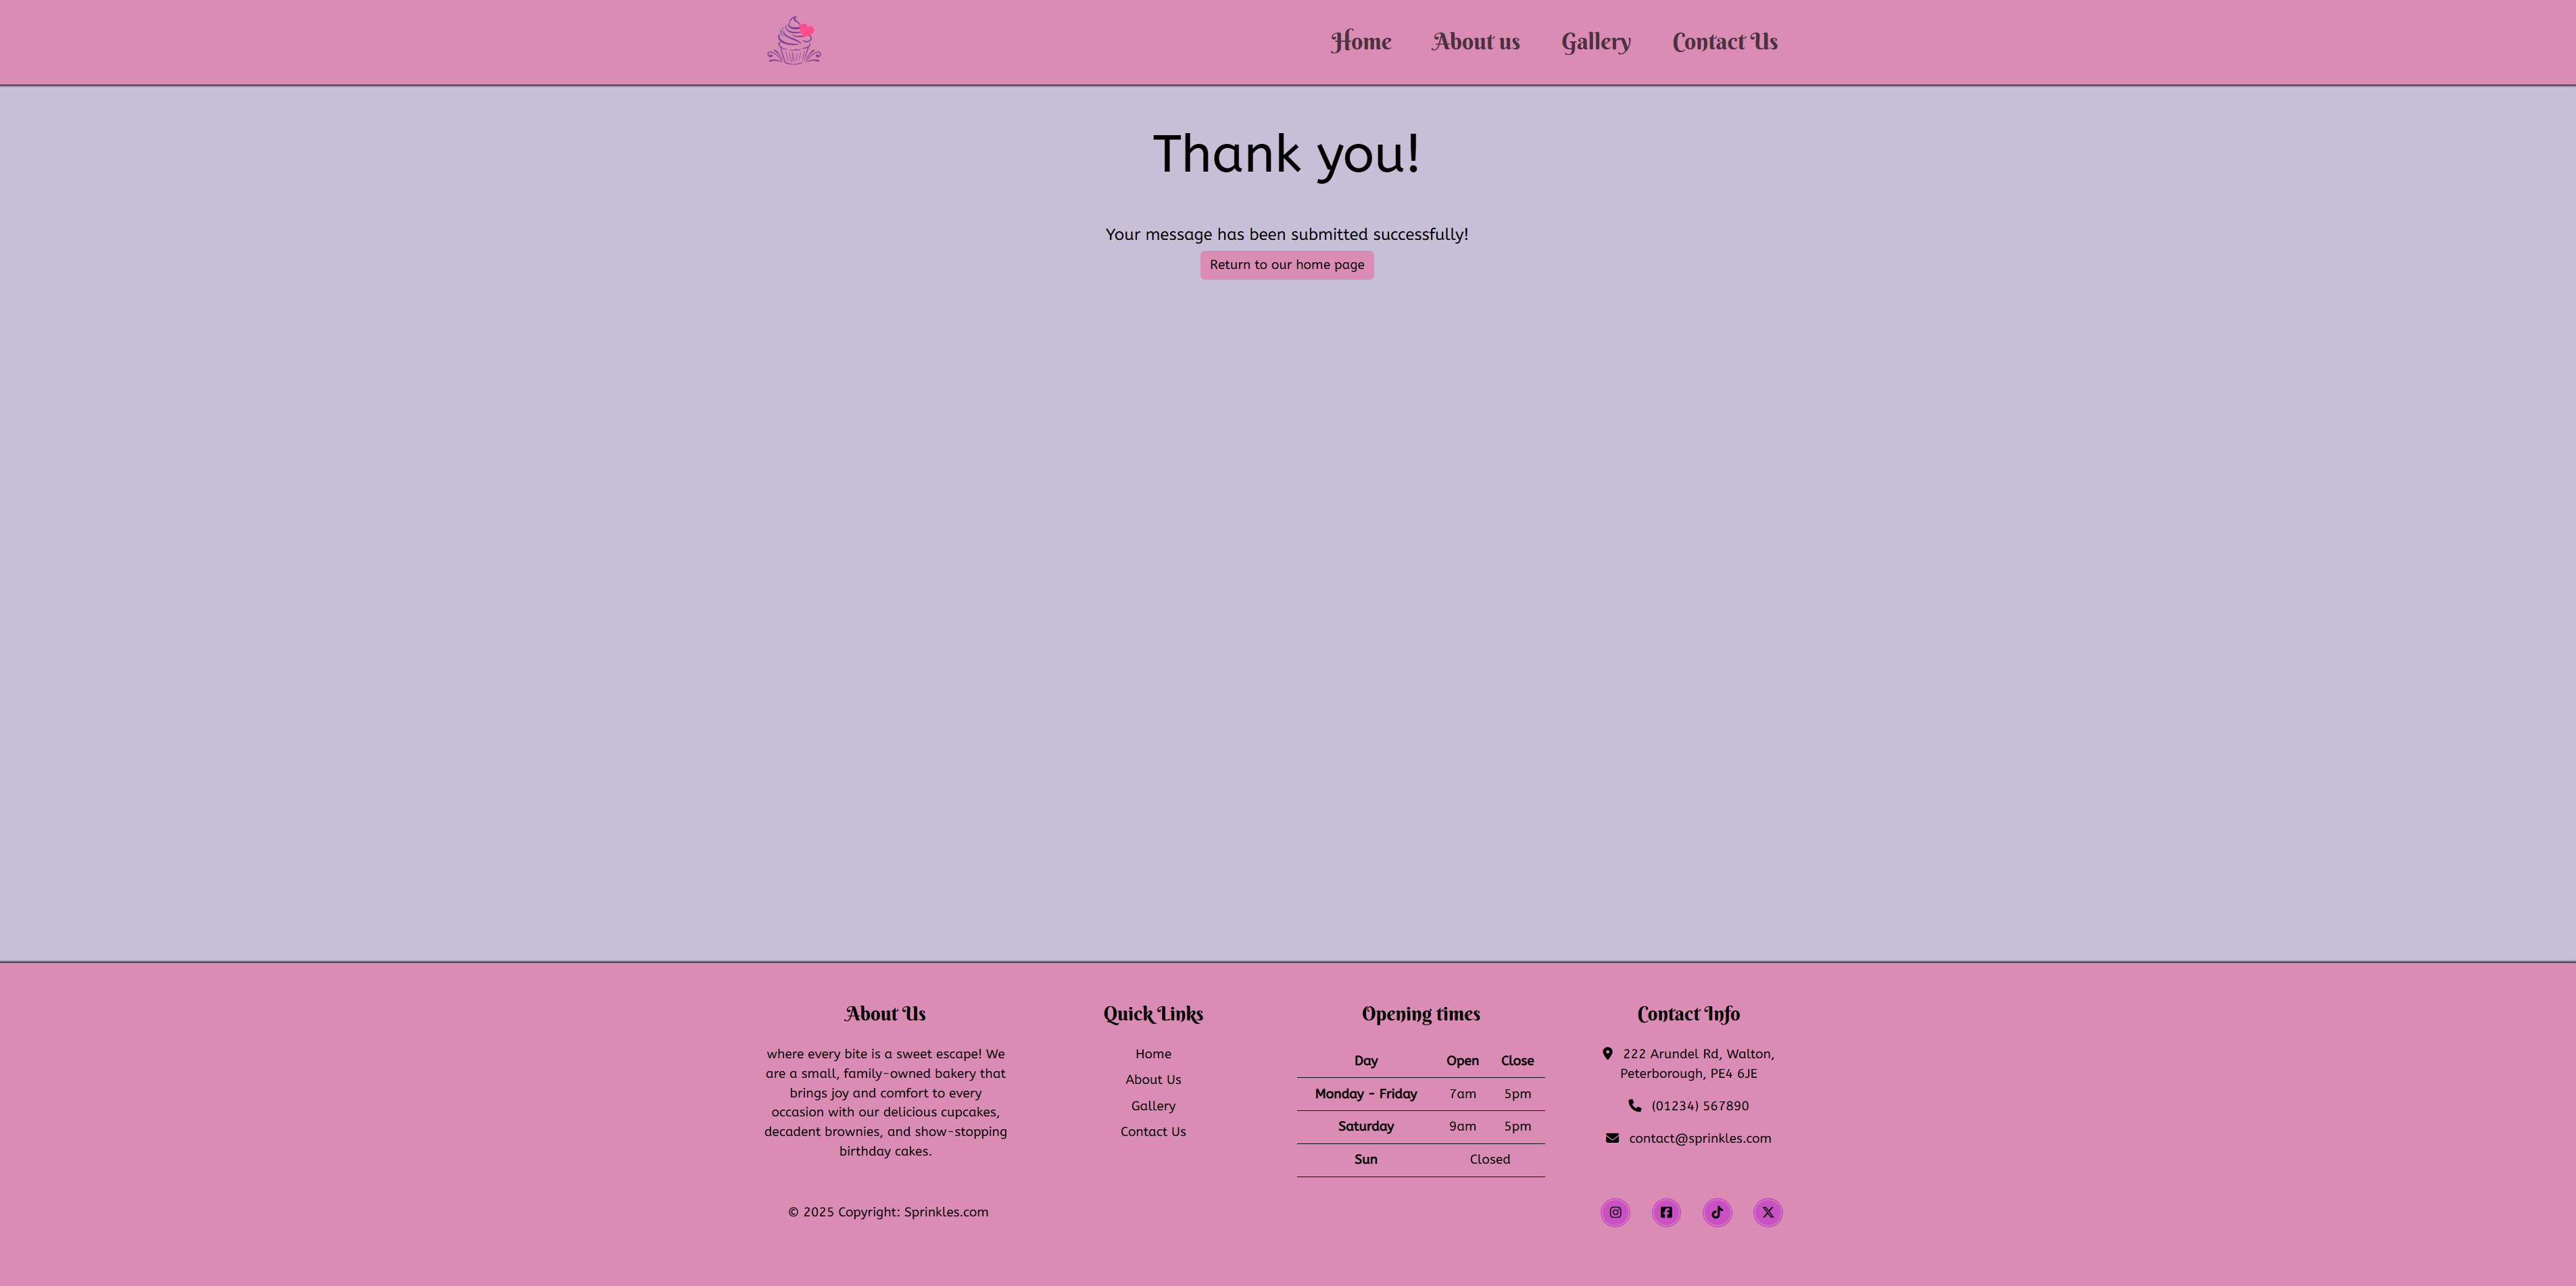 Home About us Gallery Contact Us
Thank you!
Your message has been submitted successfully!
Return to our home page
About Us
where every bite is a sweet escape! We
are a small, family-owned bakery that
brings joy and comfort to every
occasion with our delicious cupcakes,
decadent brownies, and show-stopping
birthday cakes.
Quick Links
Home
About Us
Gallery
Contact Us
Opening times
Day Open Close
Monday - Friday 7am 5pm
Saturday 9am 5pm
Sun Closed
Contact Info
222 Arundel Rd, Walton,
Peterborough, PE4 6JE
(01234) 567890
contact@sprinkles.com
© 2025 Copyright: Sprinkles.com